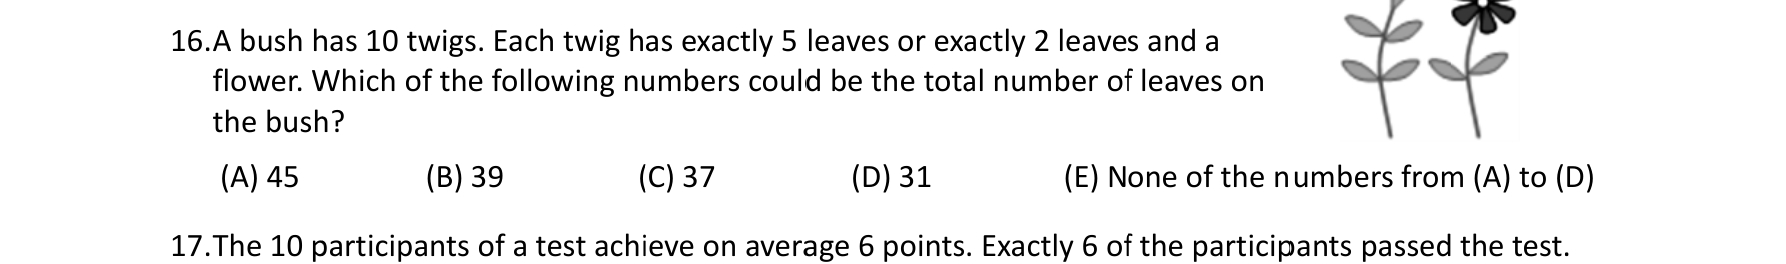 16.A bush has 10 twigs. Each twig has exactly 5 leaves or exactly 2 leaves and a
flower. Which of the following numbers could be the total number of leaves on
the bush?
(A) 45 (B) 39 (C) 37 (D) 31 (E) None of the numbers from (A) to (D)
17.The 10 participants of a test achieve on average 6 points. Exactly 6 of the participants passed the test.